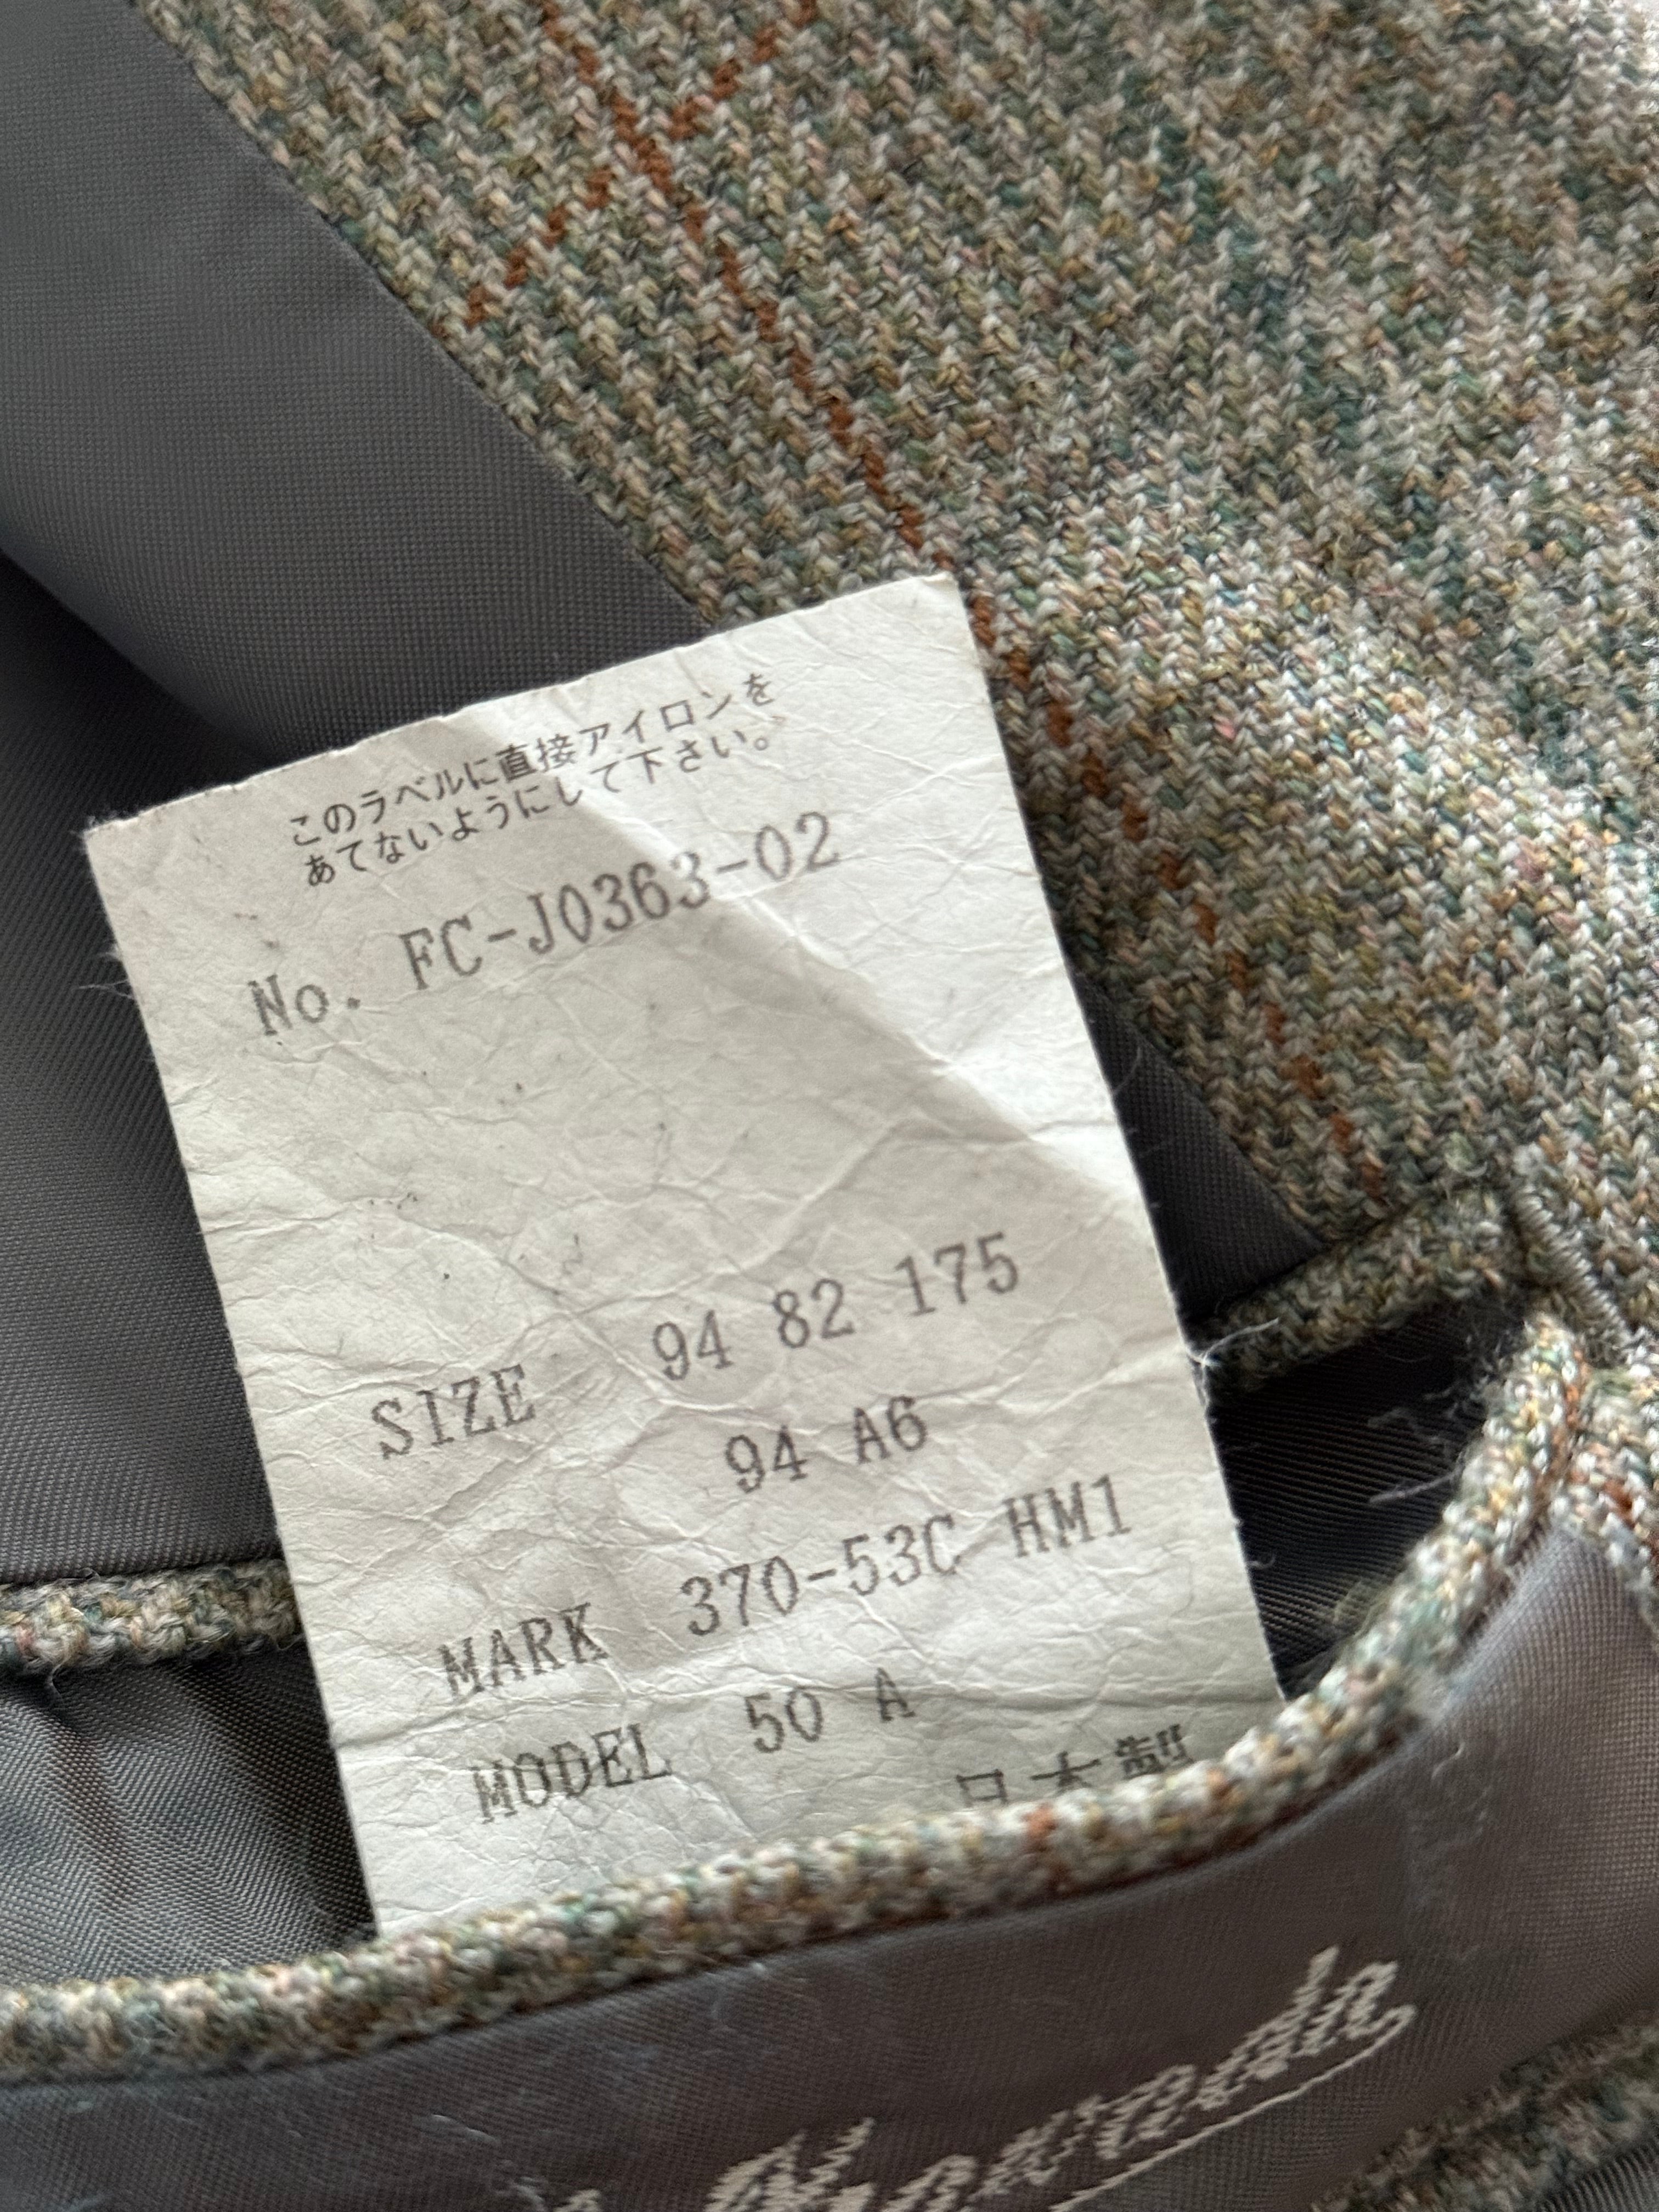 このラベルに直接アイロンを
あてないようにして下さい。
No. FC-J0363-02
SIZE 94 82 175
94 A6
MARK 370-53C HM1
MODEL 50 A
日本製